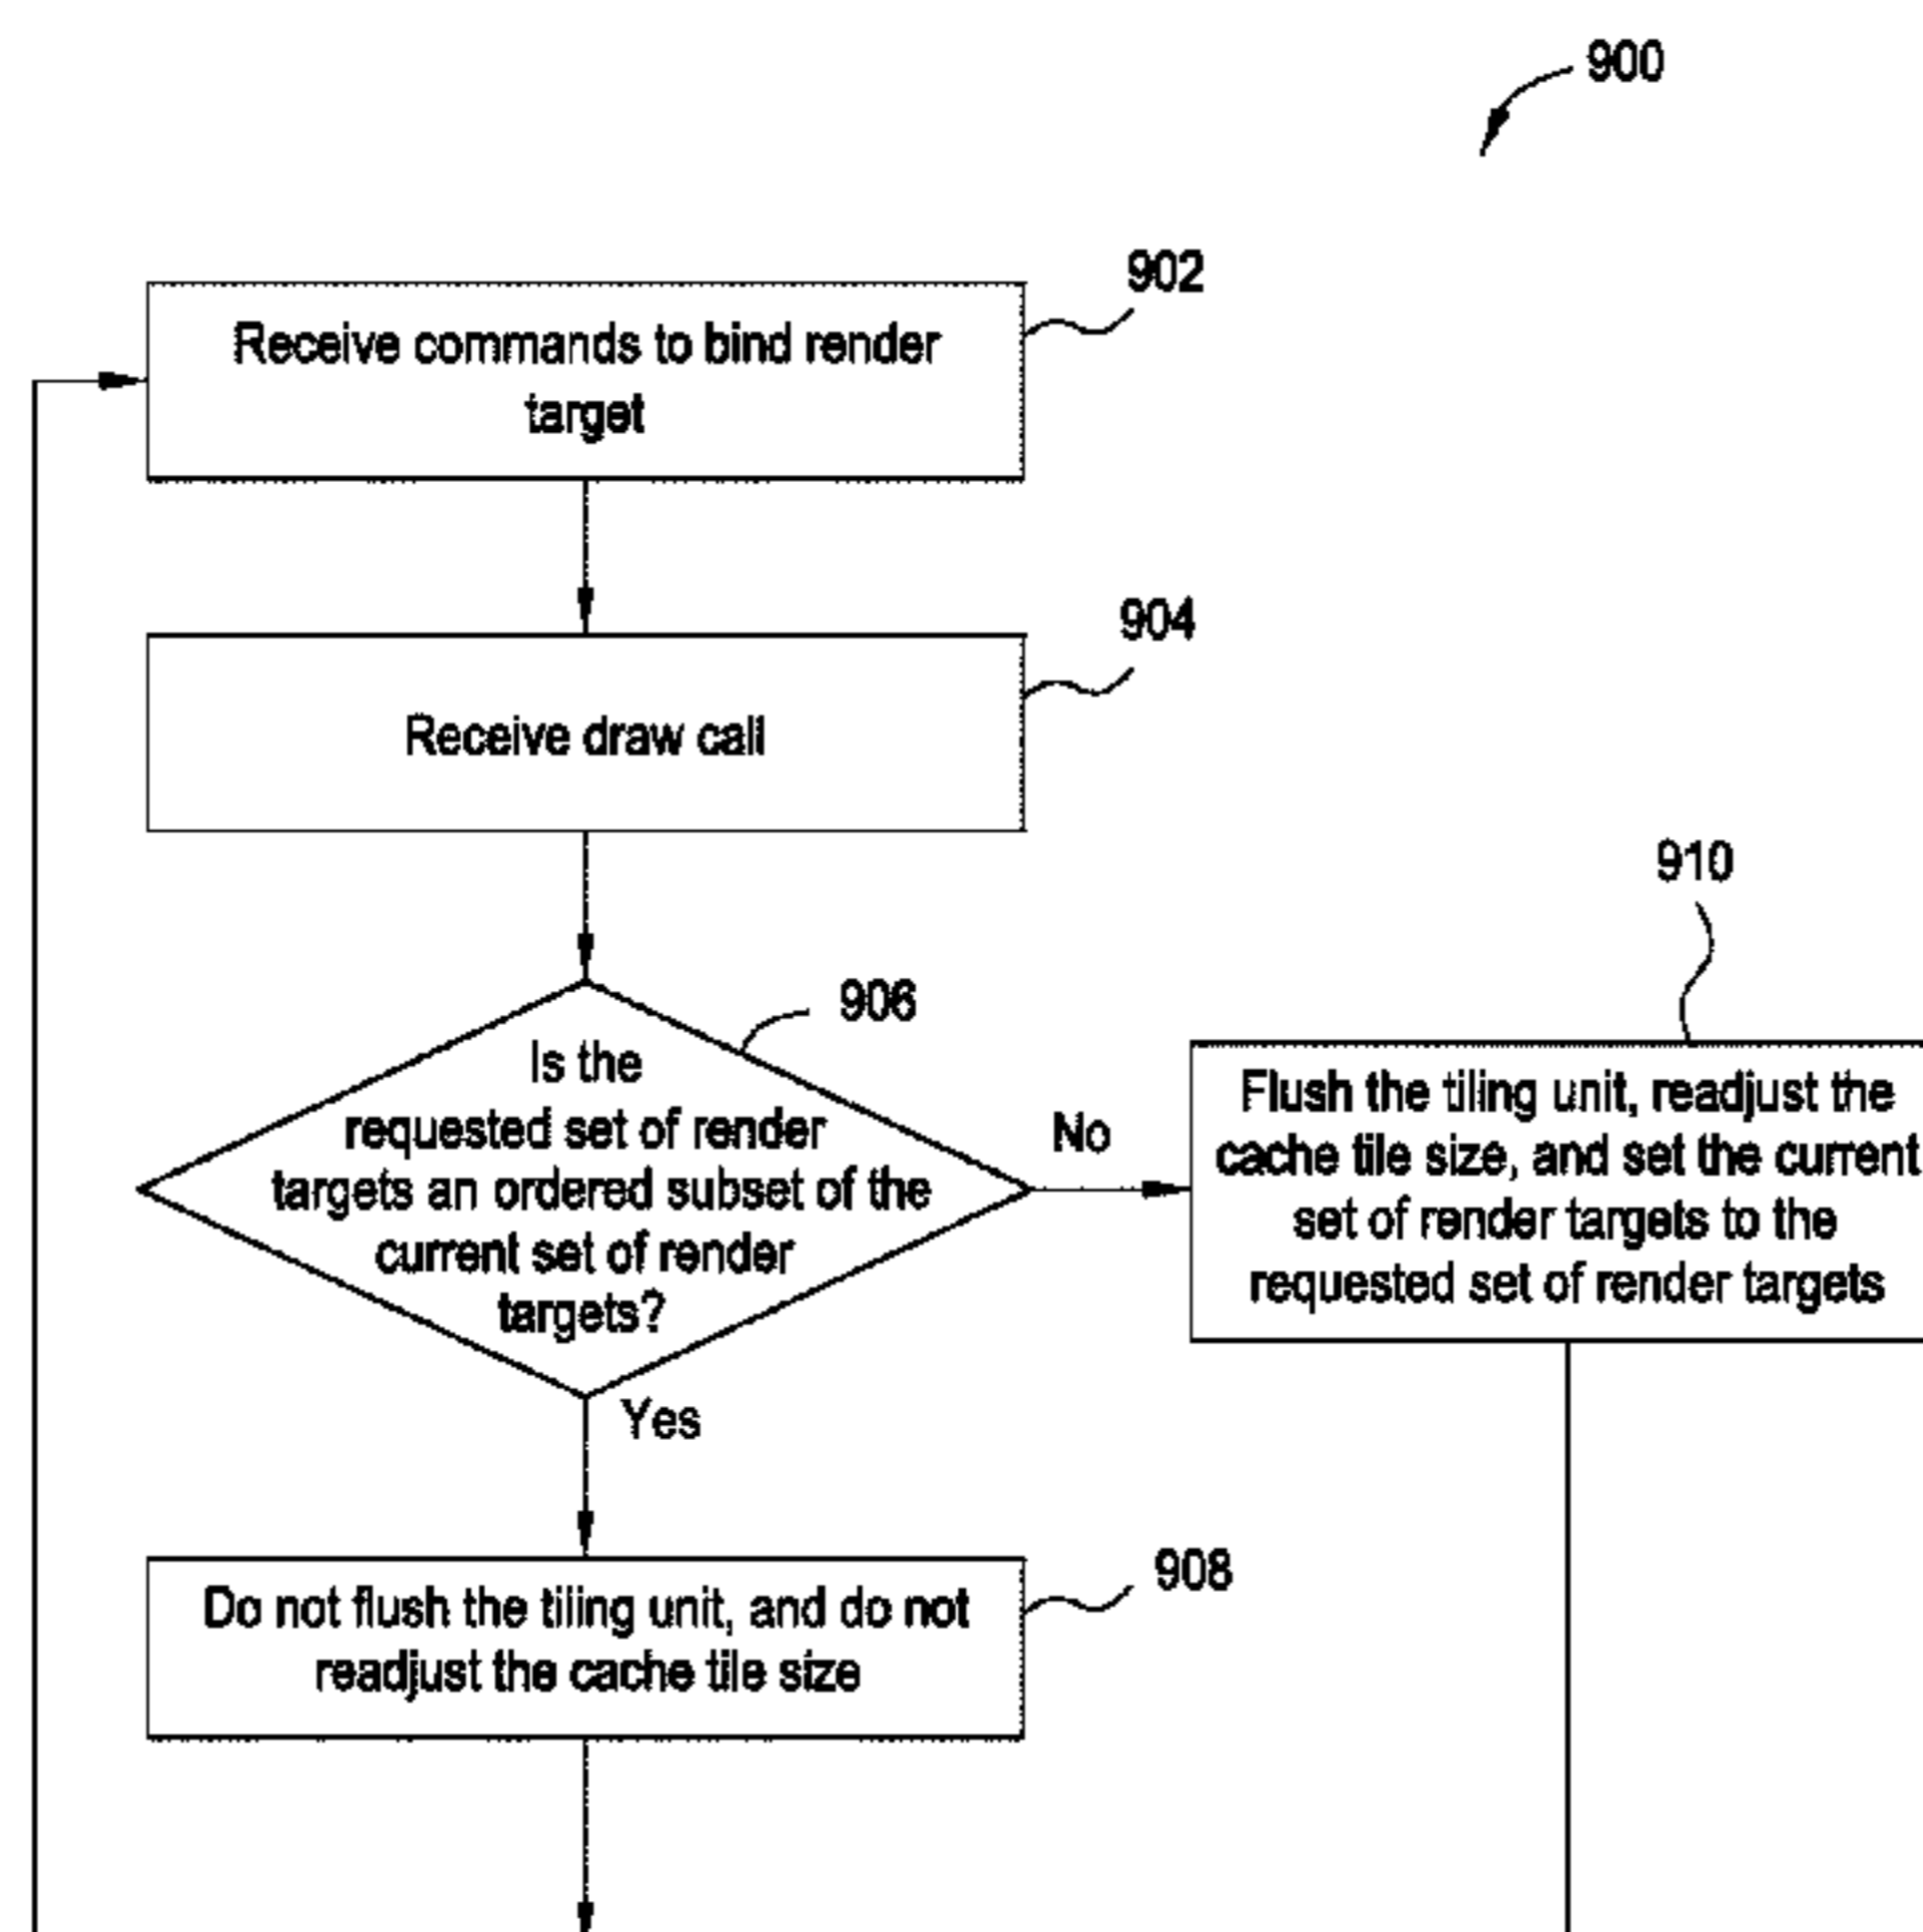 900
902
Receive commands to bind render
target
904
Receive draw call
910
906
Is the
requested set of render
targets an ordered subset of the
current set of render
targets?
No
Flush the tiling unit, readjust the
cache tile size, and set the current
set of render targets to the
requested set of render targets
Yes
908
Do not flush the tiling unit, and do not
readjust the cache tile size